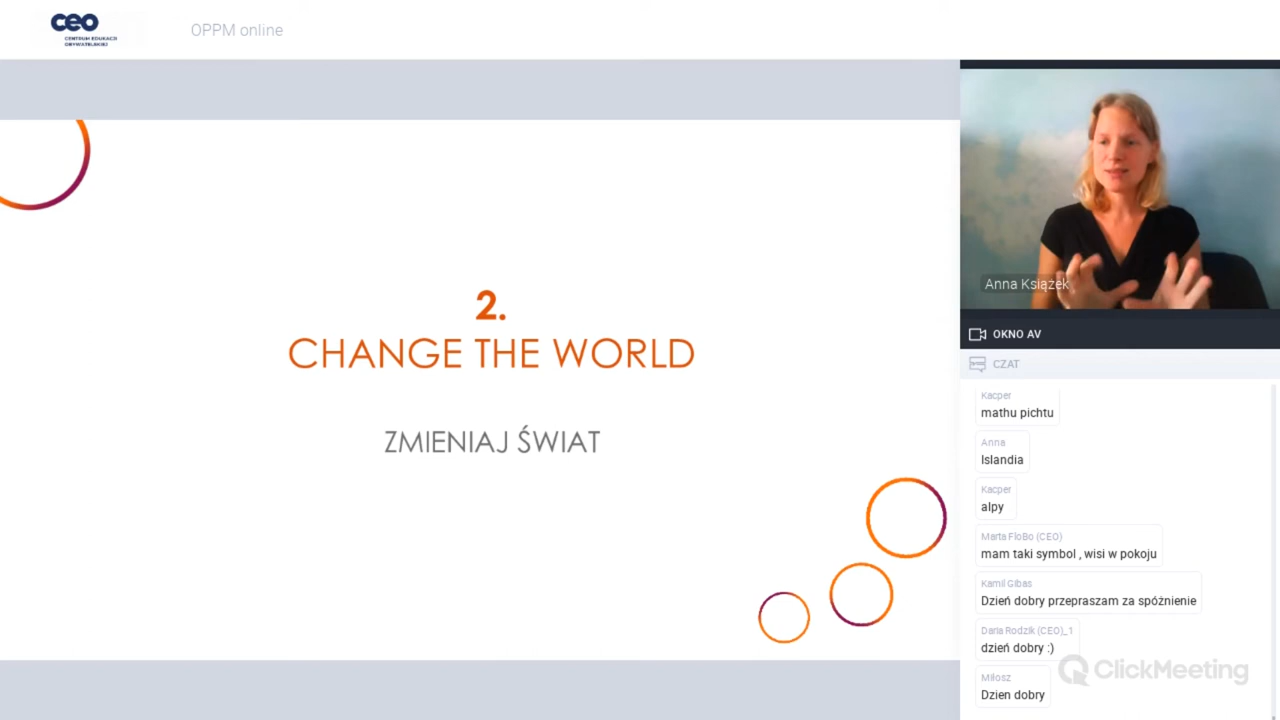 ceo
CENTRUM EDUKACJI
OBYWATELSKIEJ
OPPM online
2.
CHANGE THE WORLD
ZMIENIAJ ŚWIAT
Anna Książek
OKNO AV
CZAT
Kacper
mathu pichtu
Anna
Islandia
Kacper
alpy
Marta FloBo (CEO)
mam taki symbol , wisi w pokoju
Kamil Gibas
Dzień dobry przepraszam za spóżnienie
Daria Rodzik (CEO)_1
dzień dobry :)
Miłosz
Dzien dobry
ClickMeeting